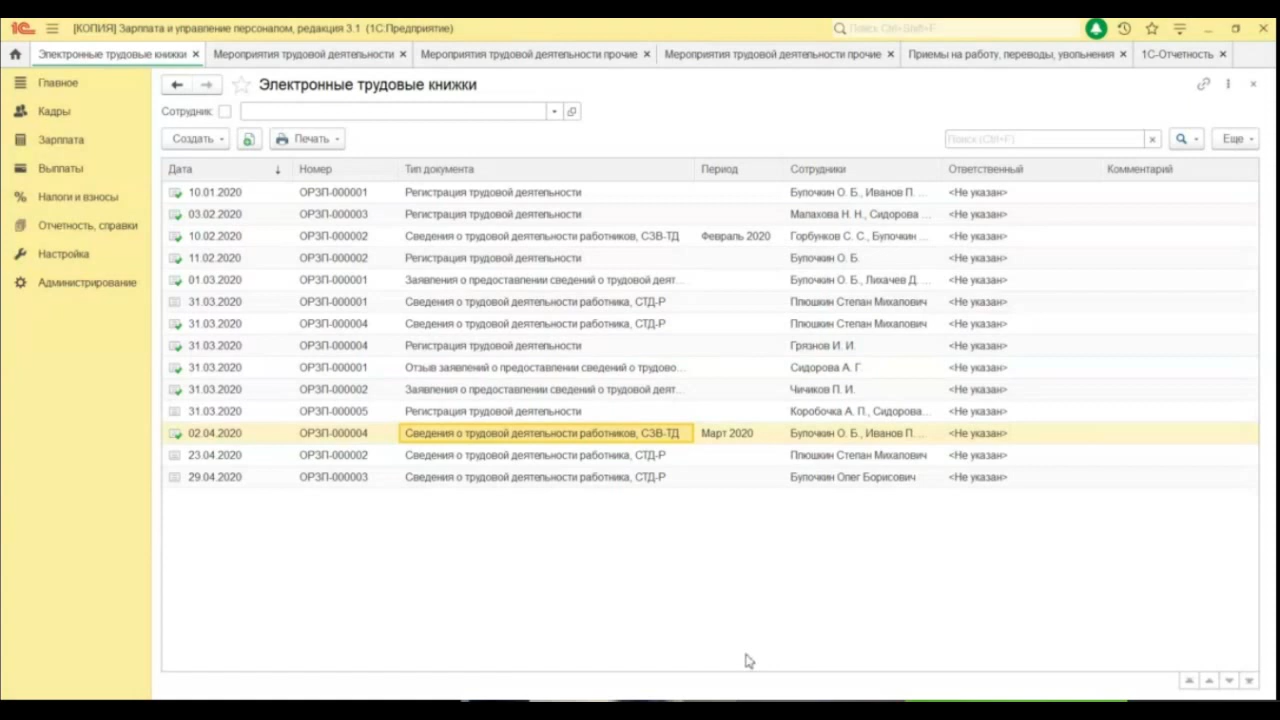 1С [КОПИЯ] Зарплата и управление персоналом, редакция 3.1 (1С:Предприятие) Поиск Ctrl+Shift+F
Электронные трудовые книжки × Мероприятия трудовой деятельности × Мероприятия трудовой деятельности прочие × Мероприятия трудовой деятельности прочие × Приемы на работу, переводы, увольнения × 1С-Отчетность ×
Главное
Кадры
Зарплата
Выплаты
Налоги и взносы
Отчетность, справки
Настройка
Администрирование
Электронные трудовые книжки
Сотрудник:
Создать Печать Поиск (Ctrl+F) Еще
Дата Номер Тип документа Период Сотрудники Ответственный Комментарий
10.01.2020 ОРЗП-000001 Регистрация трудовой деятельности Булочкин О. Б., Иванов П. ... <Не указан>
03.02.2020 ОРЗП-000003 Регистрация трудовой деятельности Малахова Н. Н., Сидорова ... <Не указан>
10.02.2020 ОРЗП-000002 Сведения о трудовой деятельности работников, СЗВ-ТД Февраль 2020 Горбунков С. С., Булочкин ... <Не указан>
11.02.2020 ОРЗП-000002 Регистрация трудовой деятельности Булочкин О. Б. <Не указан>
01.03.2020 ОРЗП-000001 Заявления о предоставлении сведений о трудовой деят... Булочкин О. Б., Лихачев Д. ... <Не указан>
31.03.2020 ОРЗП-000001 Сведения о трудовой деятельности работника, СТД-Р Плюшкин Степан Михалович <Не указан>
31.03.2020 ОРЗП-000004 Сведения о трудовой деятельности работника, СТД-Р Плюшкин Степан Михалович <Не указан>
31.03.2020 ОРЗП-000004 Регистрация трудовой деятельности Грязнов И. И. <Не указан>
31.03.2020 ОРЗП-000001 Отзыв заявлений о предоставлении сведений о трудово... Сидорова А. Г. <Не указан>
31.03.2020 ОРЗП-000002 Заявления о предоставлении сведений о трудовой деят... Чичиков П. И. <Не указан>
31.03.2020 ОРЗП-000005 Регистрация трудовой деятельности Коробочка А. П., Сидорова... <Не указан>
02.04.2020 ОРЗП-000004 Сведения о трудовой деятельности работников, СЗВ-ТД Март 2020 Булочкин О. Б., Иванов П. ... <Не указан>
23.04.2020 ОРЗП-000002 Сведения о трудовой деятельности работника, СТД-Р Плюшкин Степан Михалович <Не указан>
29.04.2020 ОРЗП-000003 Сведения о трудовой деятельности работника, СТД-Р Булочкин Олег Борисович <Не указан>